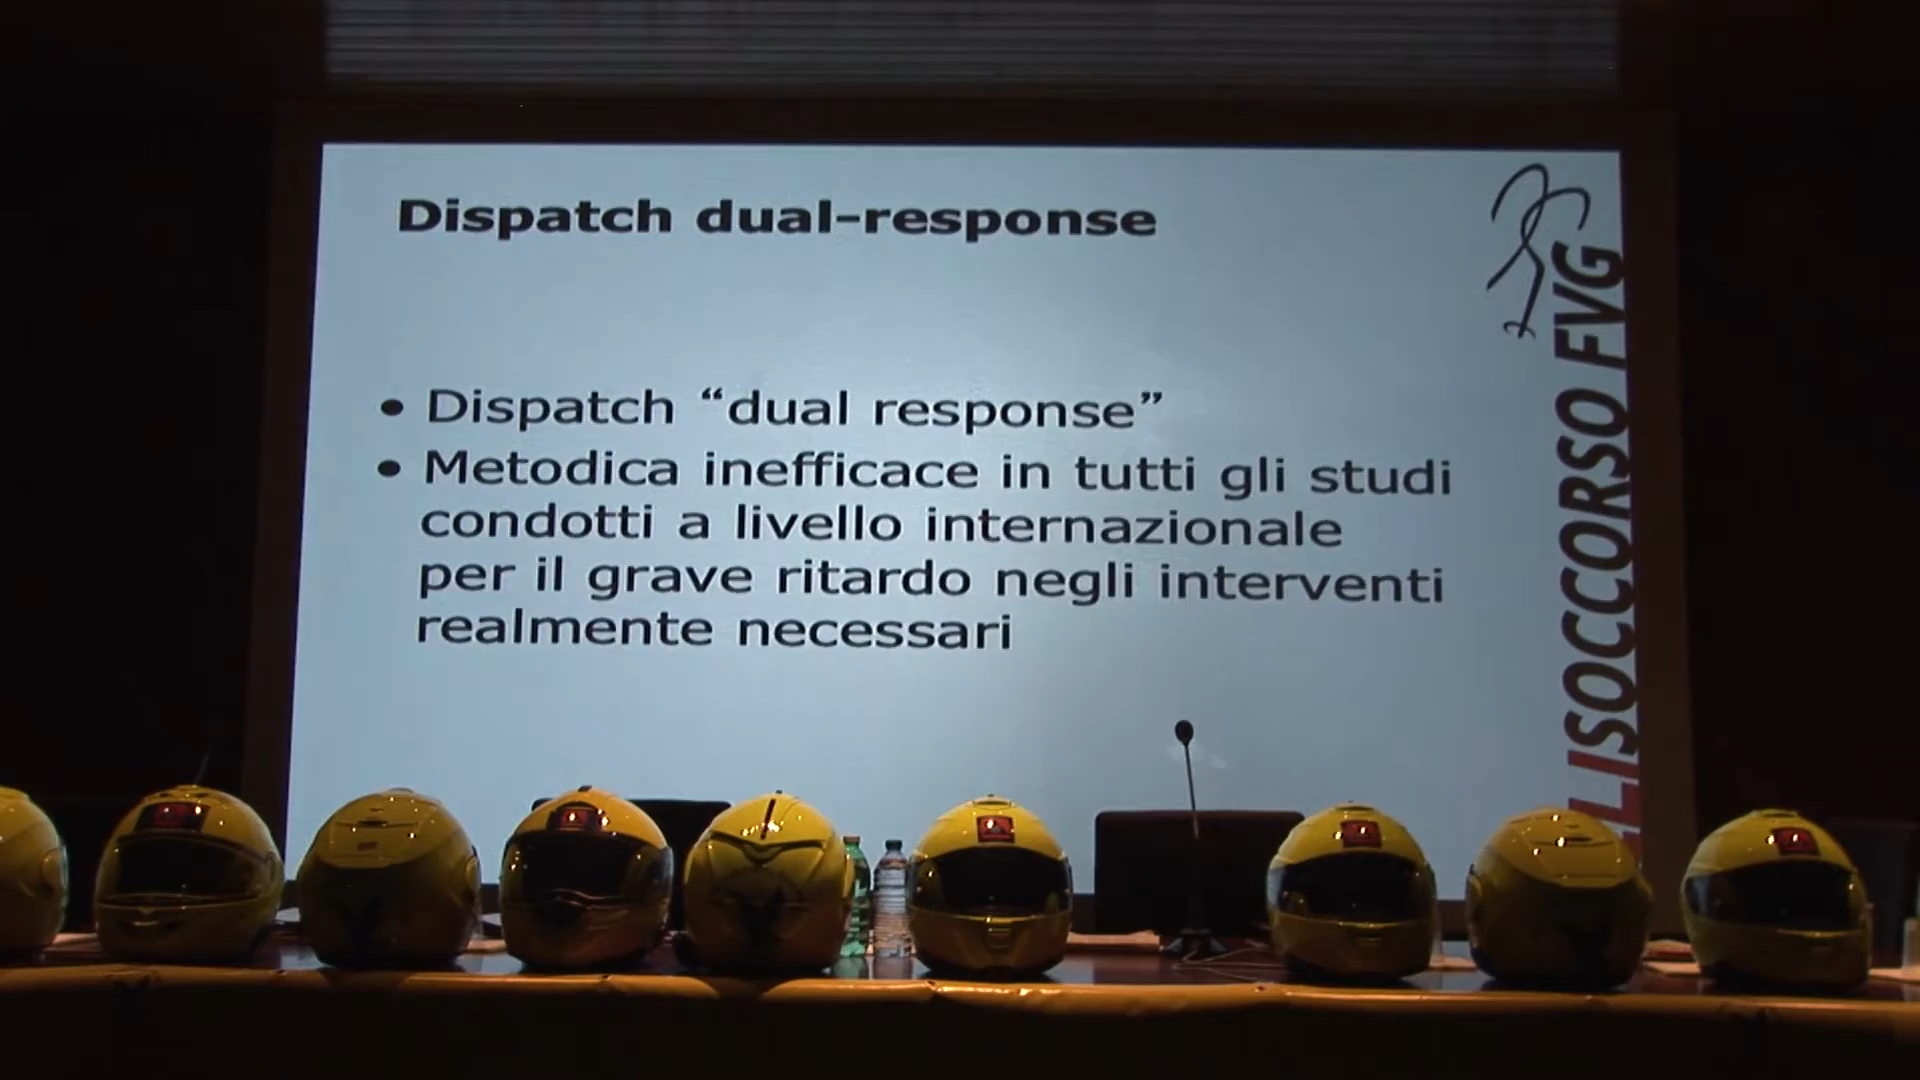 Dispatch dual-response
• Dispatch “dual response”
• Metodica inefficace in tutti gli studi
condotti a livello internazionale
per il grave ritardo negli interventi
realmente necessari
LISOCCORSO FVG